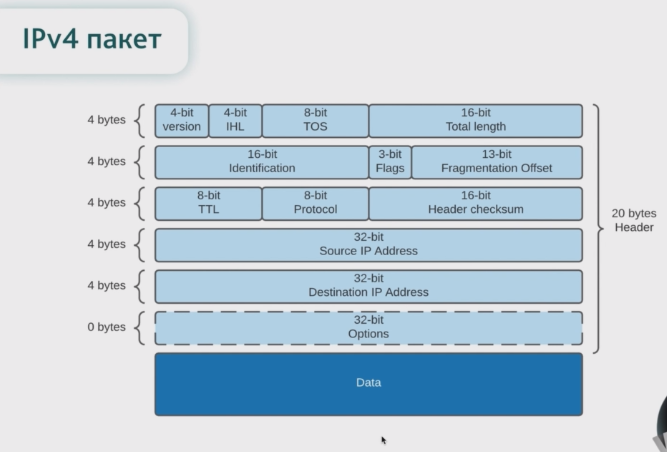 IPv4 пакет
4 bytes
4-bit
version
4-bit
IHL
8-bit
TOS
16-bit
Total length
4 bytes
16-bit
Identification
3-bit
Flags
13-bit
Fragmentation Offset
4 bytes
8-bit
TTL
8-bit
Protocol
16-bit
Header checksum
20 bytes
Header
4 bytes
32-bit
Source IP Address
4 bytes
32-bit
Destination IP Address
0 bytes
32-bit
Options
Data